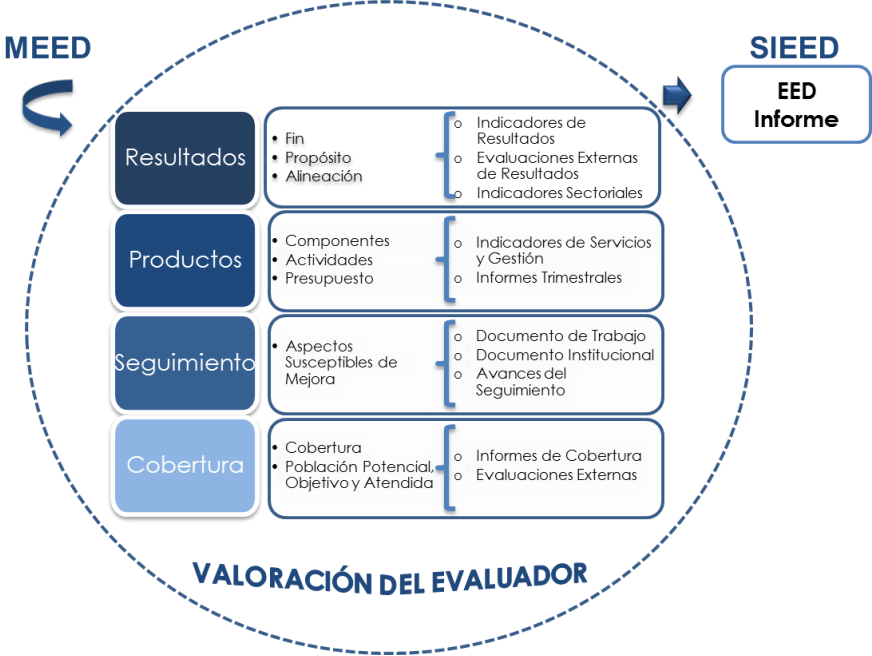 MEED
SIEED
EED
Informe
Resultados
• Fin
• Propósito
• Alineación
o Indicadores de
Resultados
o Evaluaciones Externas
de Resultados
o Indicadores Sectoriales
Productos
• Componentes
• Actividades
• Presupuesto
o Indicadores de Servicios
y Gestión
o Informes Trimestrales
Seguimiento
• Aspectos
Susceptibles de
Mejora
o Documento de Trabajo
o Documento Institucional
o Avances del
Seguimiento
Cobertura
• Cobertura
• Población Potencial,
Objetivo y Atendida
o Informes de Cobertura
o Evaluaciones Externas
VALORACIÓN DEL EVALUADOR